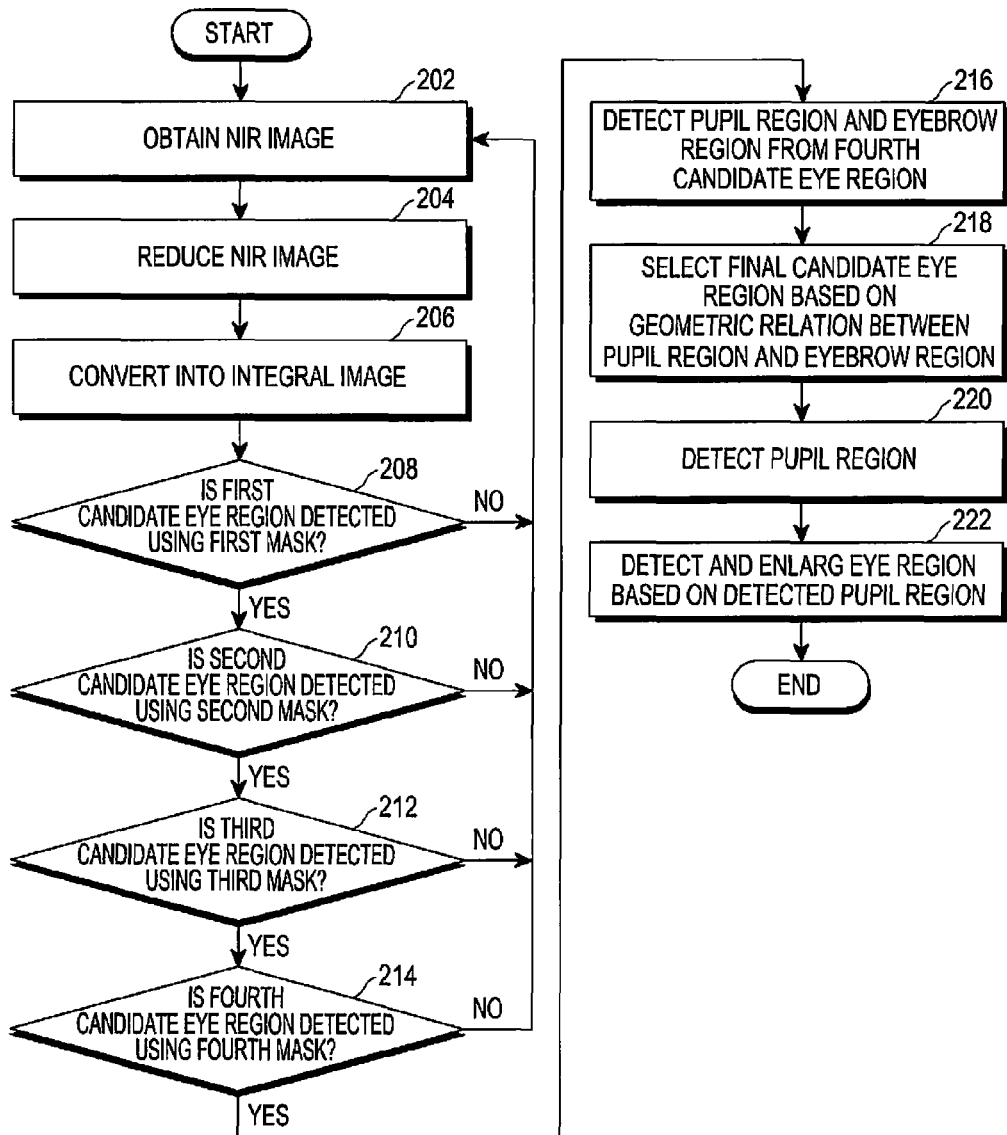 START
202
OBTAIN NIR IMAGE
204
REDUCE NIR IMAGE
206
CONVERT INTO INTEGRAL IMAGE
208
IS FIRST
CANDIDATE EYE REGION DETECTED
USING FIRST MASK?
NO
YES
210
IS SECOND
CANDIDATE EYE REGION DETECTED
USING SECOND MASK?
NO
YES
212
IS THIRD
CANDIDATE EYE REGION DETECTED
USING THIRD MASK?
NO
YES
214
IS FOURTH
CANDIDATE EYE REGION DETECTED
USING FOURTH MASK?
NO
YES
216
DETECT PUPIL REGION AND EYEBROW
REGION FROM FOURTH
CANDIDATE EYE REGION
218
SELECT FINAL CANDIDATE EYE
REGION BASED ON
GEOMETRIC RELATION BETWEEN
PUPIL REGION AND EYEBROW REGION
220
DETECT PUPIL REGION
222
DETECT AND ENLARG EYE REGION
BASED ON DETECTED PUPIL REGION
END